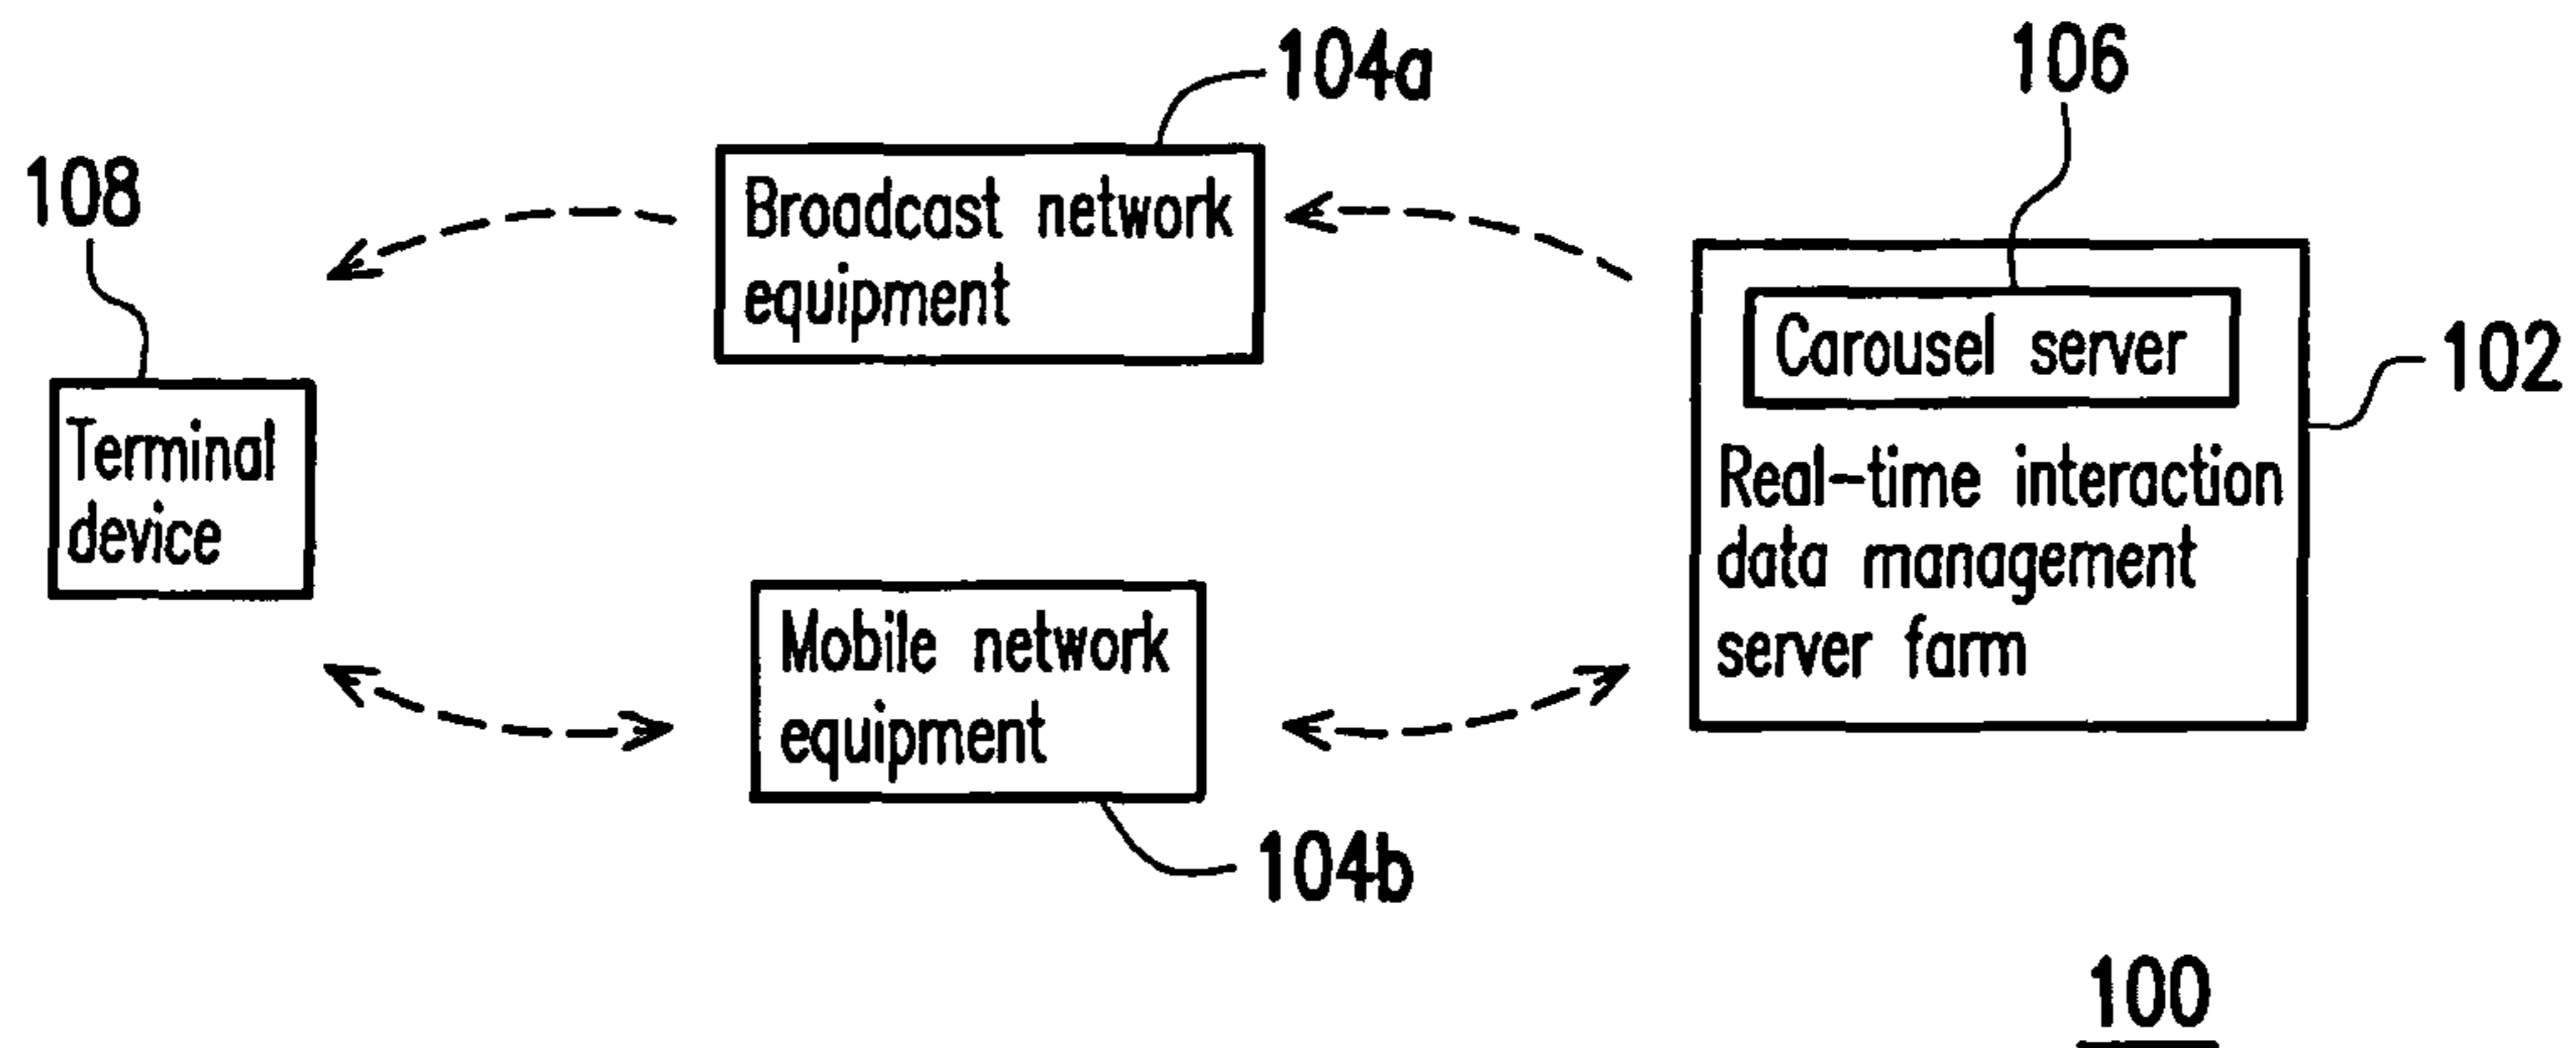 104a
106
108
Broadcast network
equipment
Carousel server
102
Terminal
device
Real-time interaction
data management
server farm
Mobile network
equipment
104b
100